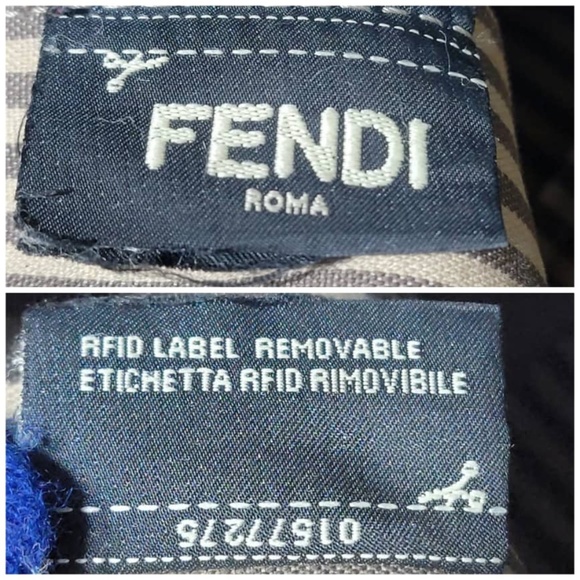 FENDI
ROMA
RFID LABEL REMOVABLE
ETICHETTA RFID RIMOVIBILE
01577275